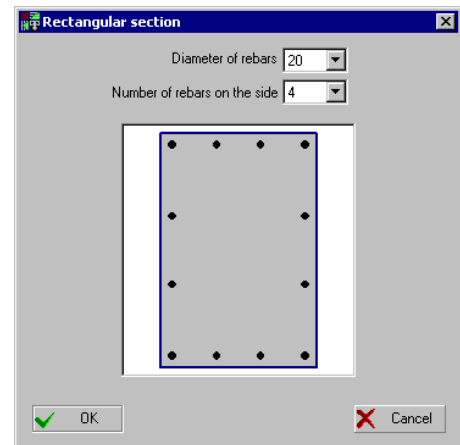 Rectangular section
Diameter of rebars 20
Number of rebars on the side 4
OK Cancel